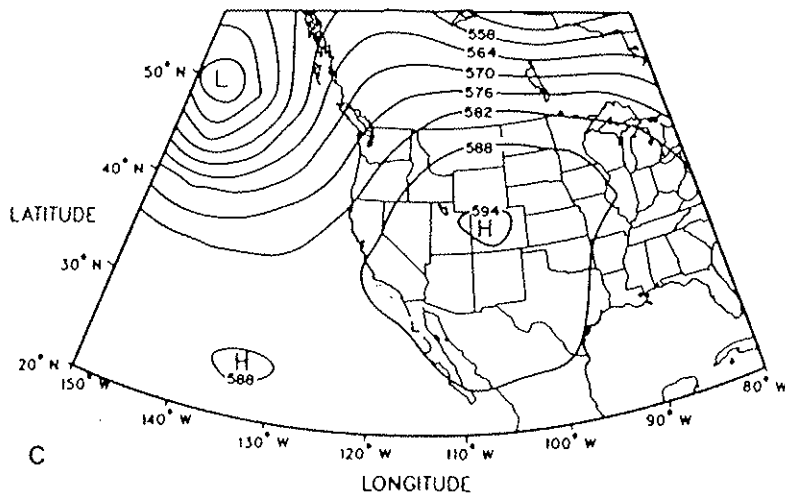 558
564
50° N
L
570
576
582
588
40° N
LATITUDE
594
H
30° N
L
20° N
H
588
150° W
80° W
140° W
90° W
130° W
100° W
120° W
110° W
C
LONGITUDE